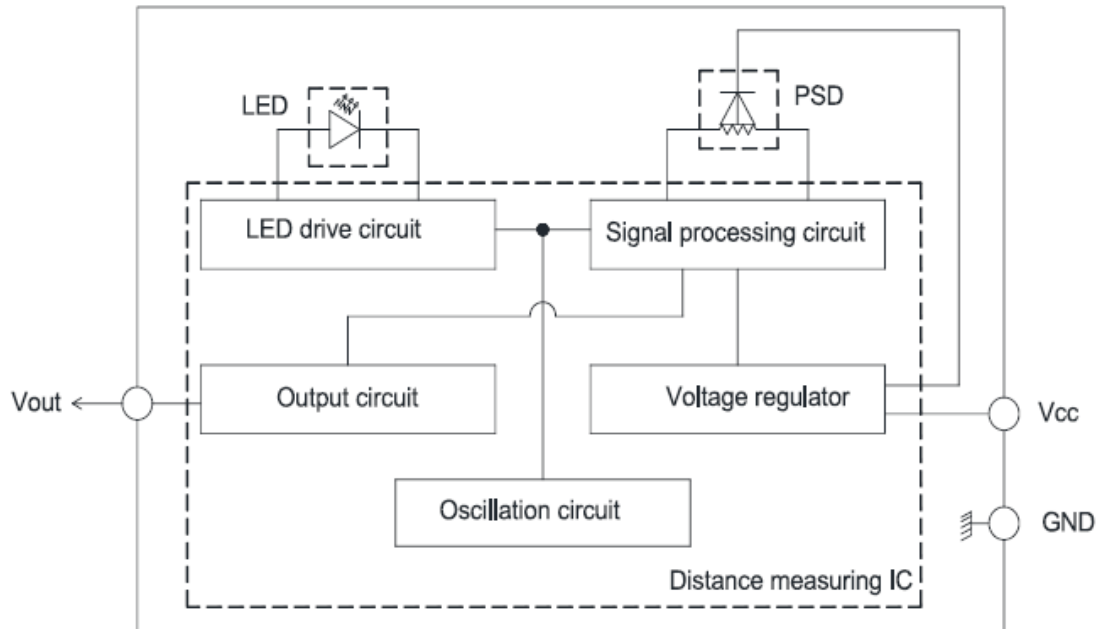 LED
PSD
LED drive circuit
Signal processing circuit
Vout
Output circuit
Voltage regulator
Vcc
Oscillation circuit
GND
Distance measuring IC